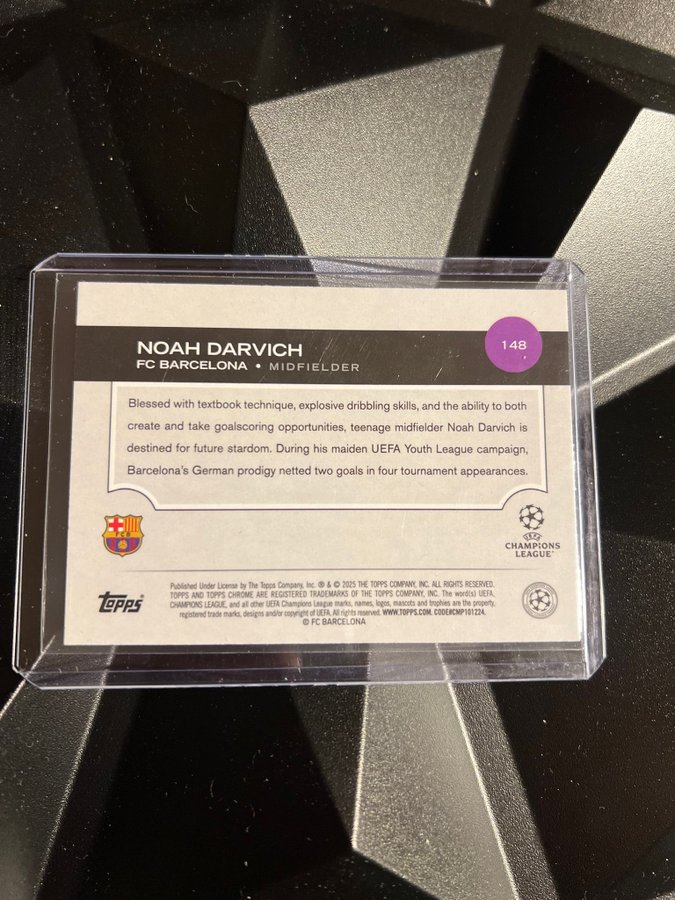 NOAH DARVICH
FC BARCELONA • MIDFIELDER
148
Blessed with textbook technique, explosive dribbling skills, and the ability to both
create and take goalscoring opportunities, teenage midfielder Noah Darvich is
destined for future stardom. During his maiden UEFA Youth League campaign,
Barcelona's German prodigy netted two goals in four tournament appearances.
FCB
UEFA
CHAMPIONS
LEAGUE
Topps
Published Under License by The Topps Company, Inc. ® & © 2025 THE TOPPS COMPANY, INC. ALL RIGHTS RESERVED.
TOPPS AND TOPPS CHROME ARE REGISTERED TRADEMARKS OF THE TOPPS COMPANY, INC. The word(s) UEFA,
CHAMPIONS LEAGUE, and all other UEFA Champions League marks, names, logos, mascots and trophies are the property,
registered trade marks, designs and/or copyright of UEFA. All rights reserved. WWW.TOPPS.COM. CODE#CMP101224.
© FC BARCELONA